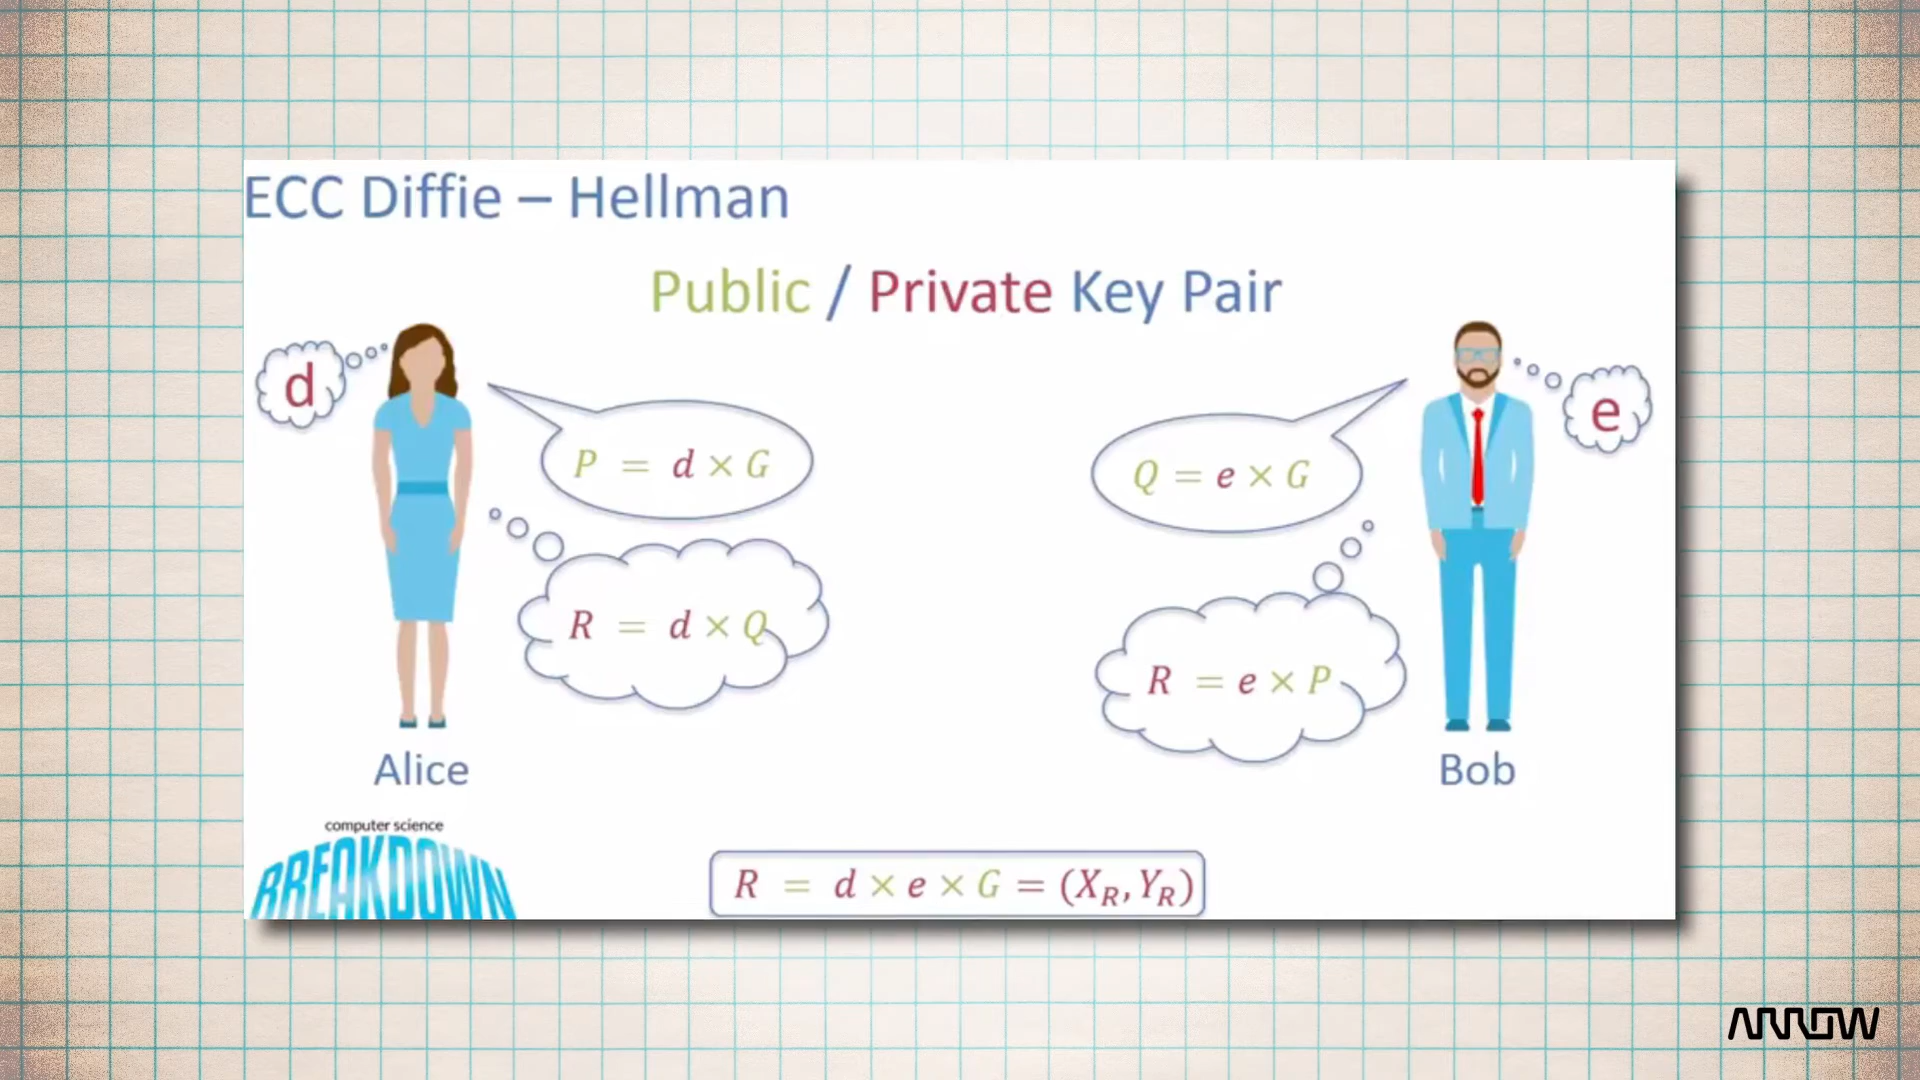 ECC Diffie – Hellman
Public / Private Key Pair
d
e
P = d × G
Q = e × G
R = d × Q
R = e × P
Alice
Bob
computer science
BREAKDOWN
R = d × e × G = (X_R, Y_R)
ARROW